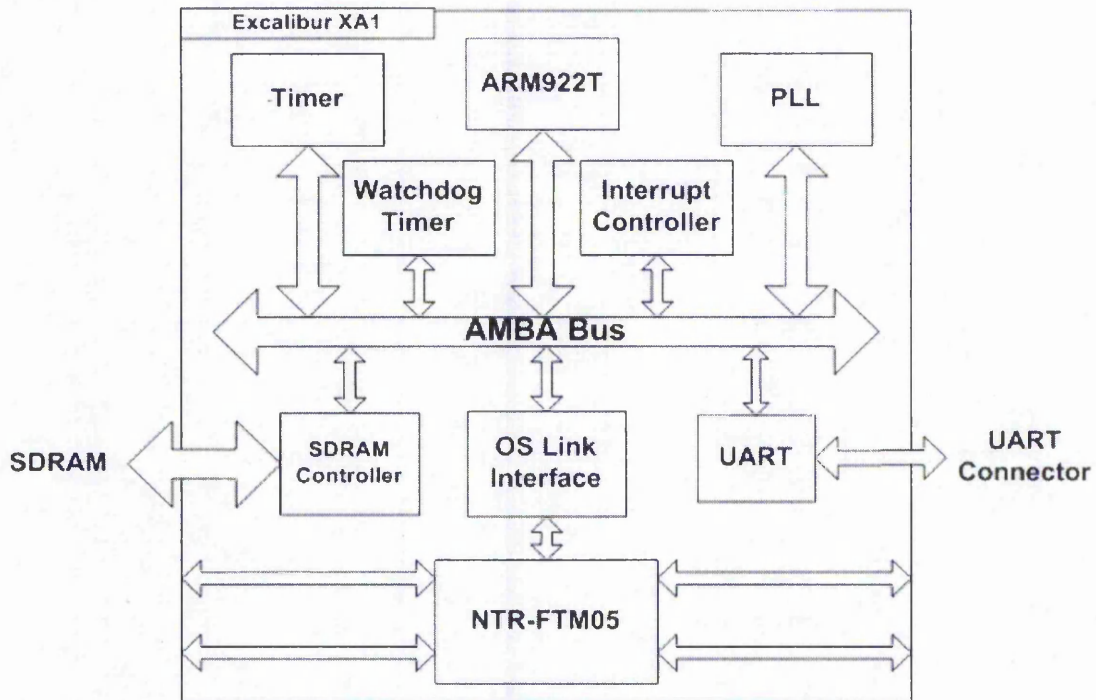 Excalibur XA1
Timer
ARM922T
PLL
Watchdog
Timer
Interrupt
Controller
AMBA Bus
SDRAM
SDRAM
Controller
OS Link
Interface
UART
UART
Connector
NTR-FTM05